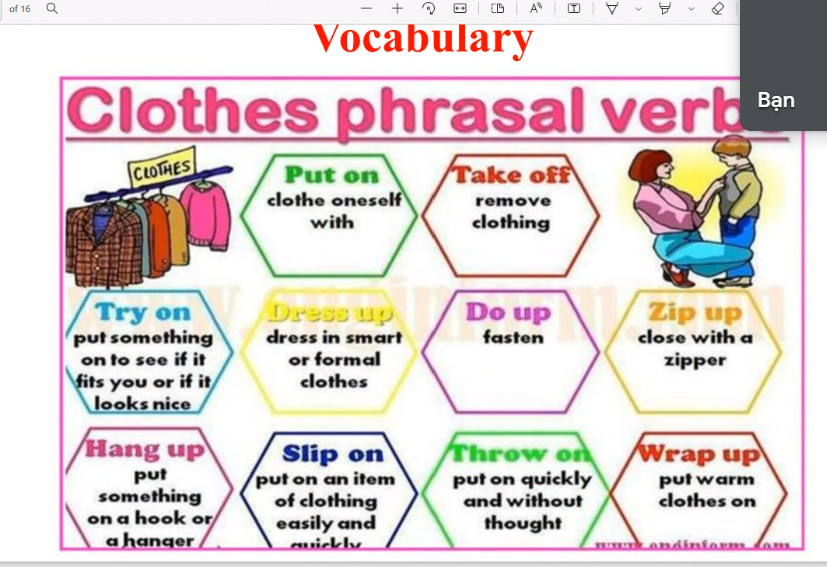 of 16
Vocabulary
Bạn
Clothes phrasal verbs
CLOTHES
Put on
clothe oneself
with
Take off
remove
clothing
Try on
put something
on to see if it
fits you or if it
looks nice
Dress up
dress in smart
or formal
clothes
Do up
fasten
Zip up
close with a
zipper
Hang up
put
something
on a hook or
a hanger
Slip on
put on an item
of clothing
easily and
quickly
Throw on
put on quickly
and without
thought
Wrap up
put warm
clothes on
www.enginform.com